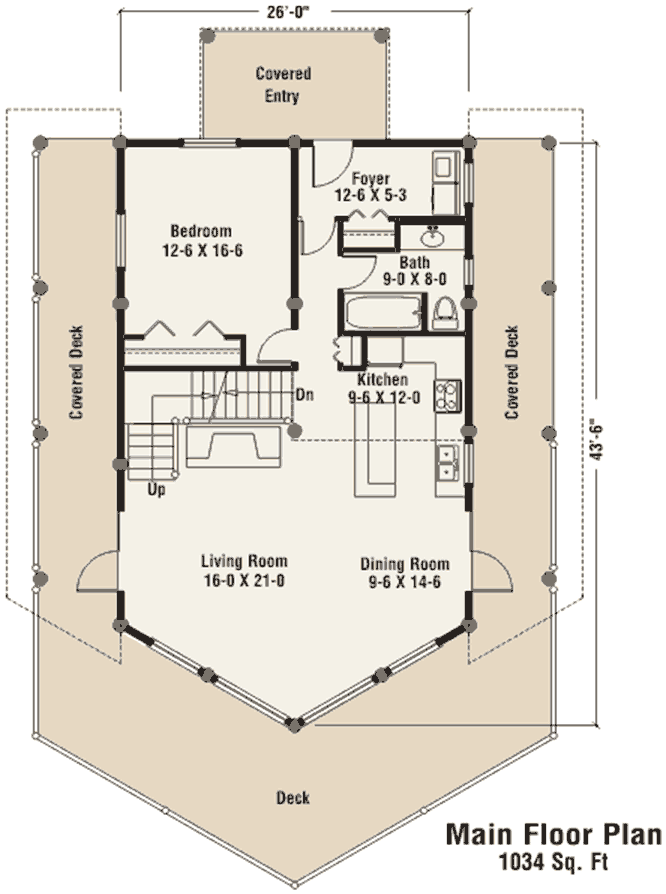 26'-0"
Covered
Entry
Foyer
12-6 X 5-3
Bedroom
12-6 X 16-6
Bath
9-0 X 8-0
Covered Deck
Covered Deck
Kitchen
9-6 X 12-0
Dn
43'-6"
Up
Living Room
16-0 X 21-0
Dining Room
9-6 X 14-6
Deck
Main Floor Plan
1034 Sq. Ft